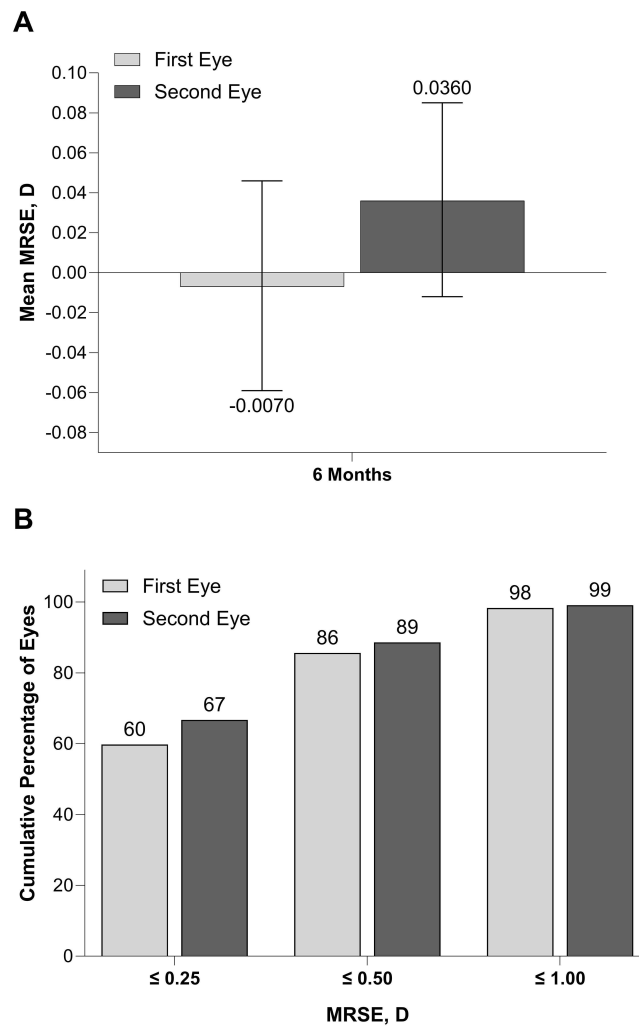 A
First Eye
Second Eye
0.10
0.08
0.06
0.04
0.02
0.00
-0.02
-0.04
-0.06
-0.08
Mean MRSE, D
0.0360
-0.0070
6 Months
B
First Eye
Second Eye
100
80
60
40
20
0
Cumulative Percentage of Eyes
60
67
86
89
98
99
≤ 0.25
≤ 0.50
≤ 1.00
MRSE, D